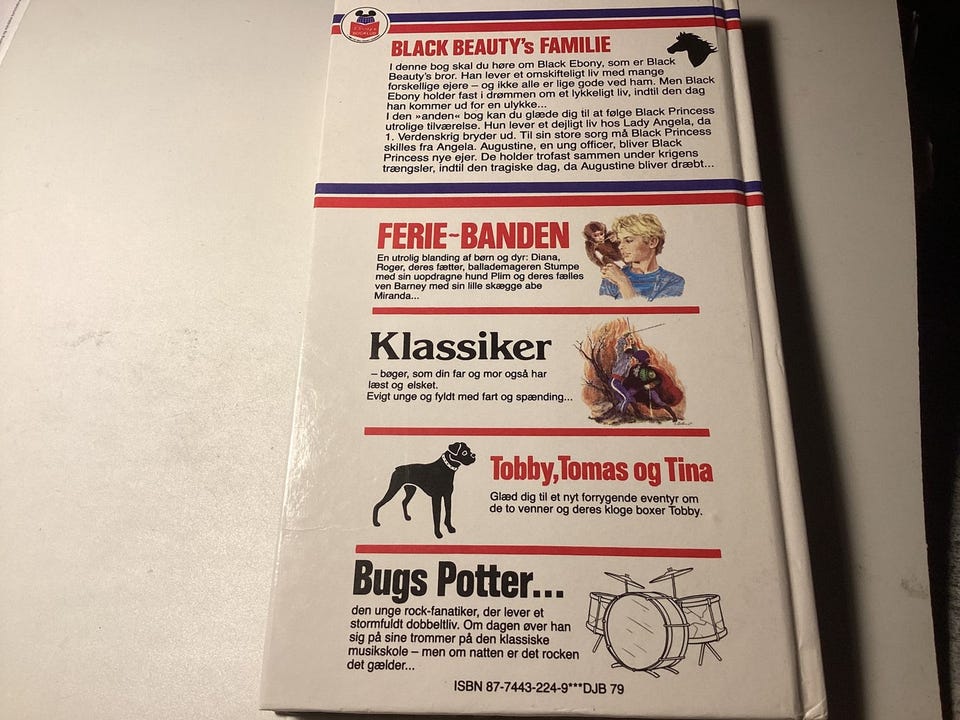 BLACK BEAUTY's FAMILIE
I denne bog skal du høre om Black Ebony, som er Black
Beauty's bror. Han lever et omskifteligt liv med mange
forskellige ejere – og ikke alle er lige gode ved ham. Men Black
Ebony holder fast i drømmen om et lykkeligt liv, indtil den dag
han kommer ud for en ulykke...
I den »anden« bog kan du glæde dig til at følge Black Princess
utrolige tilværelse. Hun lever et dejligt liv hos Lady Angela, da
1. Verdenskrig bryder ud. Til sin store sorg må Black Princess
skilles fra Angela. Augustine, en ung officer, bliver Black
Princess nye ejer. De holder trofast sammen under krigens
trængsler, indtil den tragiske dag, da Augustine bliver dræbt...
FERIE-BANDEN
En utrolig blanding af børn og dyr: Diana,
Roger, deres fætter, ballademageren Stumpe
med sin uopdragne hund Plim og deres fælles
ven Barney med sin lille skægge abe
Miranda...
Klassiker
– bøger, som din far og mor også har
læst og elsket.
Evigt unge og fyldt med fart og spænding...
Tobby,Tomas og Tina
Glæd dig til et nyt forrygende eventyr om
de to venner og deres kloge boxer Tobby.
Bugs Potter...
den unge rock-fanatiker, der lever et
stormfuldt dobbeltliv. Om dagen øver han
sig på sine trommer på den klassiske
musikskole – men om natten er det rocken
det gælder...
ISBN 87-7443-224-9***DJB 79